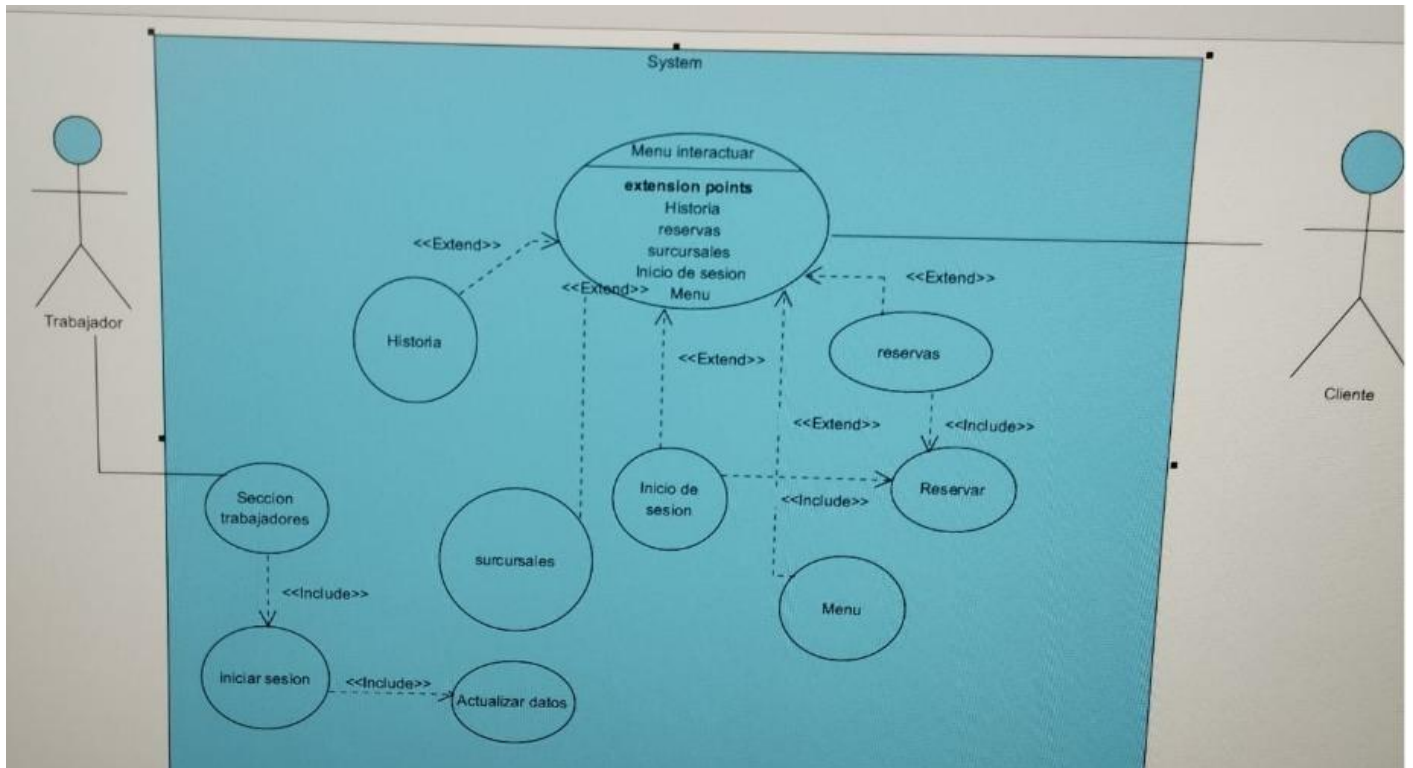 System
Menu interactuar
extension points
Historia
reservas
surcursales
Inicio de sesion
Menu
<<Extend>>
<<Extend>>
<<Extend>>
<<Extend>>
<<Extend>>
Trabajador
Historia
reservas
Cliente
<<Include>>
Seccion
trabajadores
surcursales
Inicio de
sesion
<<Include>>
Reservar
<<Include>>
Menu
iniciar sesion
<<Include>>
Actualizar datos